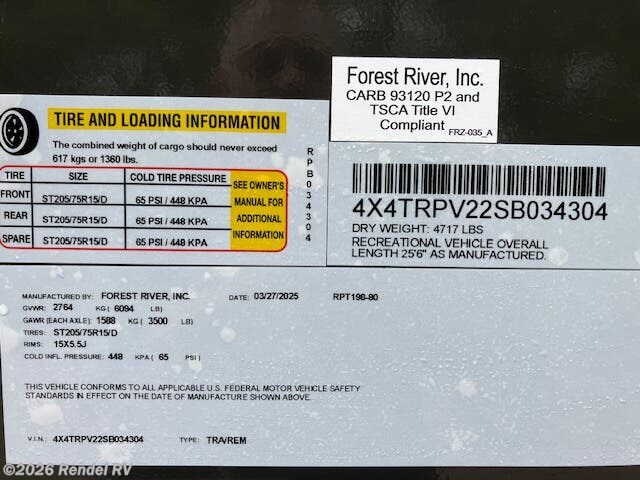 Forest River, Inc.
CARB 93120 P2 and
TSCA Title VI
Compliant FRZ-035_A
TIRE AND LOADING INFORMATION
The combined weight of cargo should never exceed
617 kgs or 1360 lbs.
TIRE SIZE COLD TIRE PRESSURE
FRONT ST205/75R15/D 65 PSI / 448 KPA
REAR ST205/75R15/D 65 PSI / 448 KPA
SPARE ST205/75R15/D 65 PSI / 448 KPA
SEE OWNER'S
MANUAL FOR
ADDITIONAL
INFORMATION
RPB034304
4X4TRPV22SB034304
DRY WEIGHT: 4717 LBS
RECREATIONAL VEHICLE OVERALL
LENGTH 25'6" AS MANUFACTURED.
MANUFACTURED BY: FOREST RIVER, INC. DATE: 03/27/2025 RPT19B-80
GVWR: 2764 KG ( 6094 LB)
GAWR (EACH AXLE): 1588 KG ( 3500 LB)
TIRES: ST205/75R15/D
RIMS: 15X5.5J
COLD INFL. PRESSURE: 448 KPA ( 65 PSI )
THIS VEHICLE CONFORMS TO ALL APPLICABLE U.S. FEDERAL MOTOR VEHICLE SAFETY
STANDARDS IN EFFECT ON THE DATE OF MANUFACTURE SHOWN ABOVE.
V.I.N.: 4X4TRPV22SB034304 TYPE: TRA/REM
©2026 Rendel RV